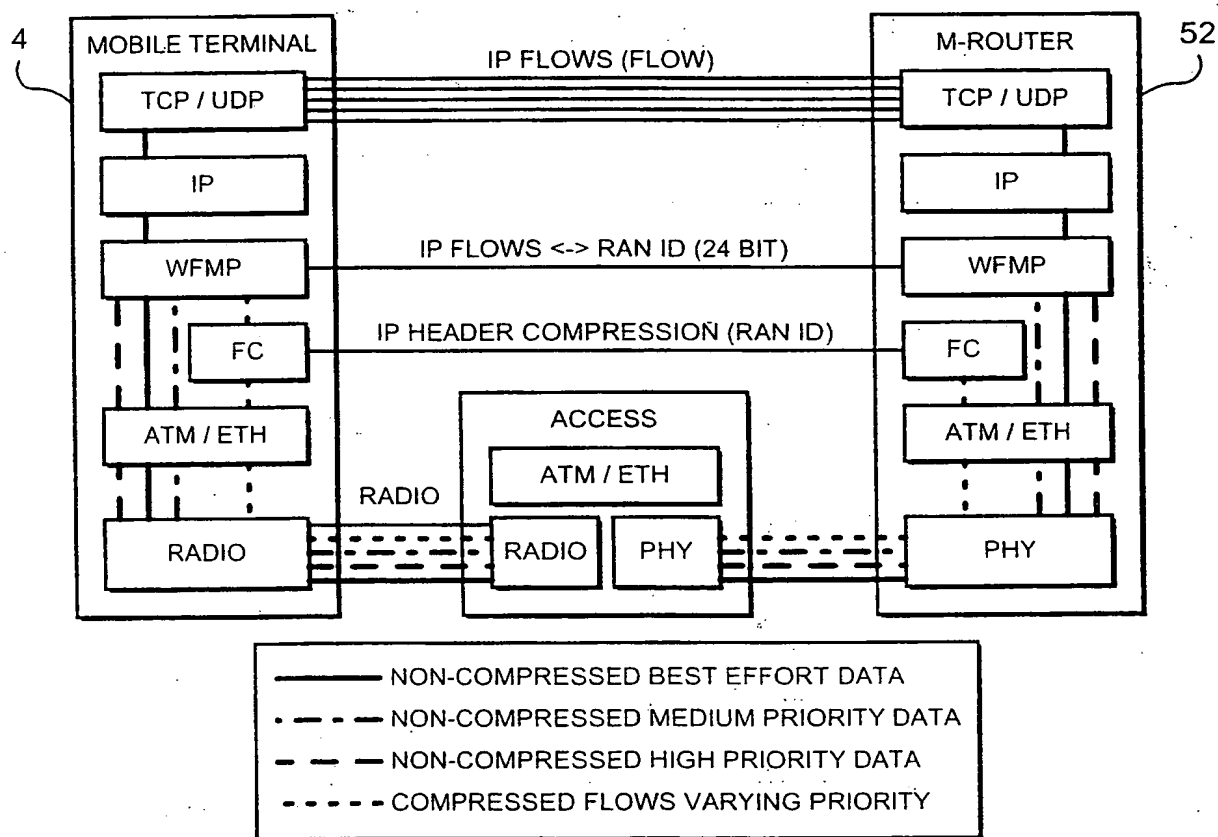 4
MOBILE TERMINAL
M-ROUTER
52
IP FLOWS (FLOW)
TCP / UDP
TCP / UDP
IP
IP
WFMP
IP FLOWS <-> RAN ID (24 BIT)
WFMP
FC
IP HEADER COMPRESSION (RAN ID)
FC
ATM / ETH
ACCESS
ATM / ETH
ATM / ETH
RADIO
RADIO
RADIO
PHY
PHY
NON-COMPRESSED BEST EFFORT DATA
NON-COMPRESSED MEDIUM PRIORITY DATA
NON-COMPRESSED HIGH PRIORITY DATA
COMPRESSED FLOWS VARYING PRIORITY